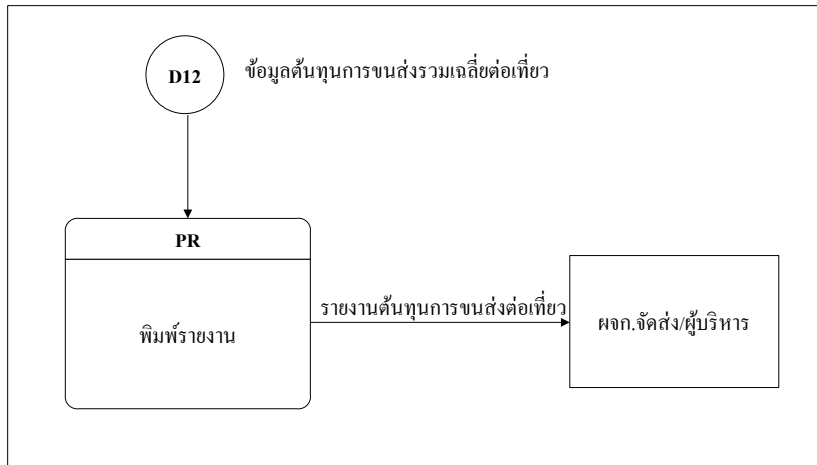 D12
ข้อมูลต้นทุนการขนส่งรวมเฉลี่ยต่อเที่ยว
PR
พิมพ์รายงาน
รายงานต้นทุนการขนส่งต่อเที่ยว
ผจก.จัดส่ง/ผู้บริหาร